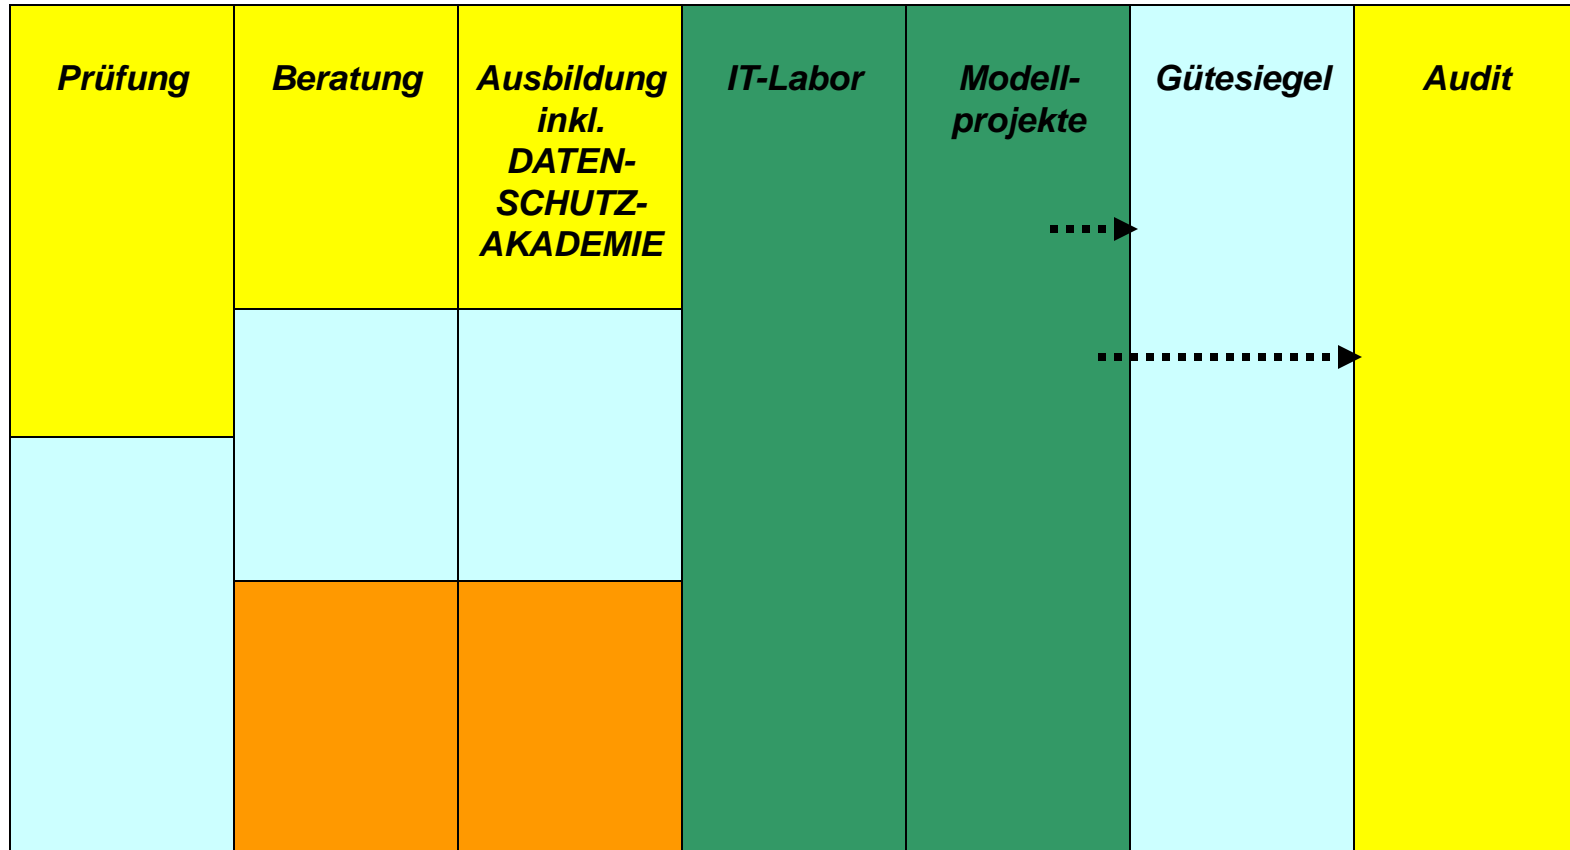 Prüfung
Beratung
Ausbildung
inkl.
DATEN-
SCHUTZ-
AKADEMIE
IT-Labor
Modell-
projekte
Gütesiegel
Audit